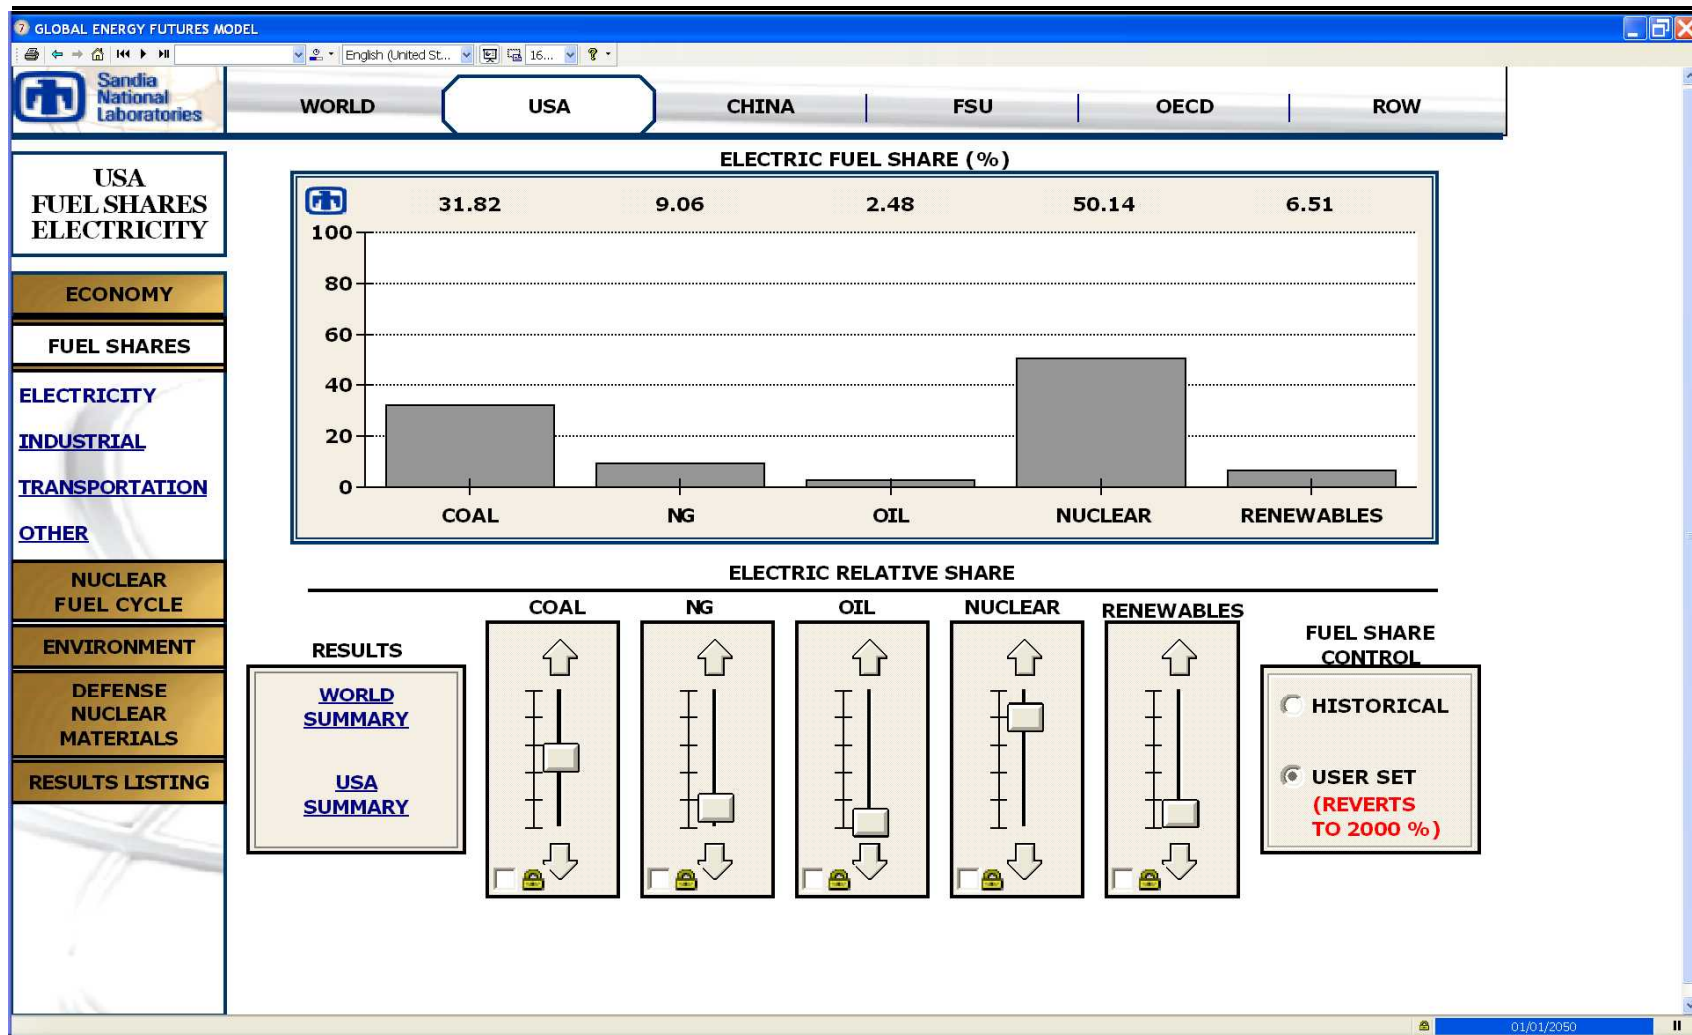 GLOBAL ENERGY FUTURES MODEL
English (United St...
16...
Sandia
National
Laboratories
WORLD
USA
CHINA
FSU
OECD
ROW
USA
FUEL SHARES
ELECTRICITY
ECONOMY
FUEL SHARES
ELECTRICITY
INDUSTRIAL
TRANSPORTATION
OTHER
NUCLEAR
FUEL CYCLE
ENVIRONMENT
DEFENSE
NUCLEAR
MATERIALS
RESULTS LISTING
ELECTRIC FUEL SHARE (%)
31.82 9.06 2.48 50.14 6.51
100
80
60
40
20
0
COAL NG OIL NUCLEAR RENEWABLES
ELECTRIC RELATIVE SHARE
COAL NG OIL NUCLEAR RENEWABLES
RESULTS
WORLD
SUMMARY
USA
SUMMARY
FUEL SHARE
CONTROL
HISTORICAL
USER SET
(REVERTS
TO 2000 %)
01/01/2050